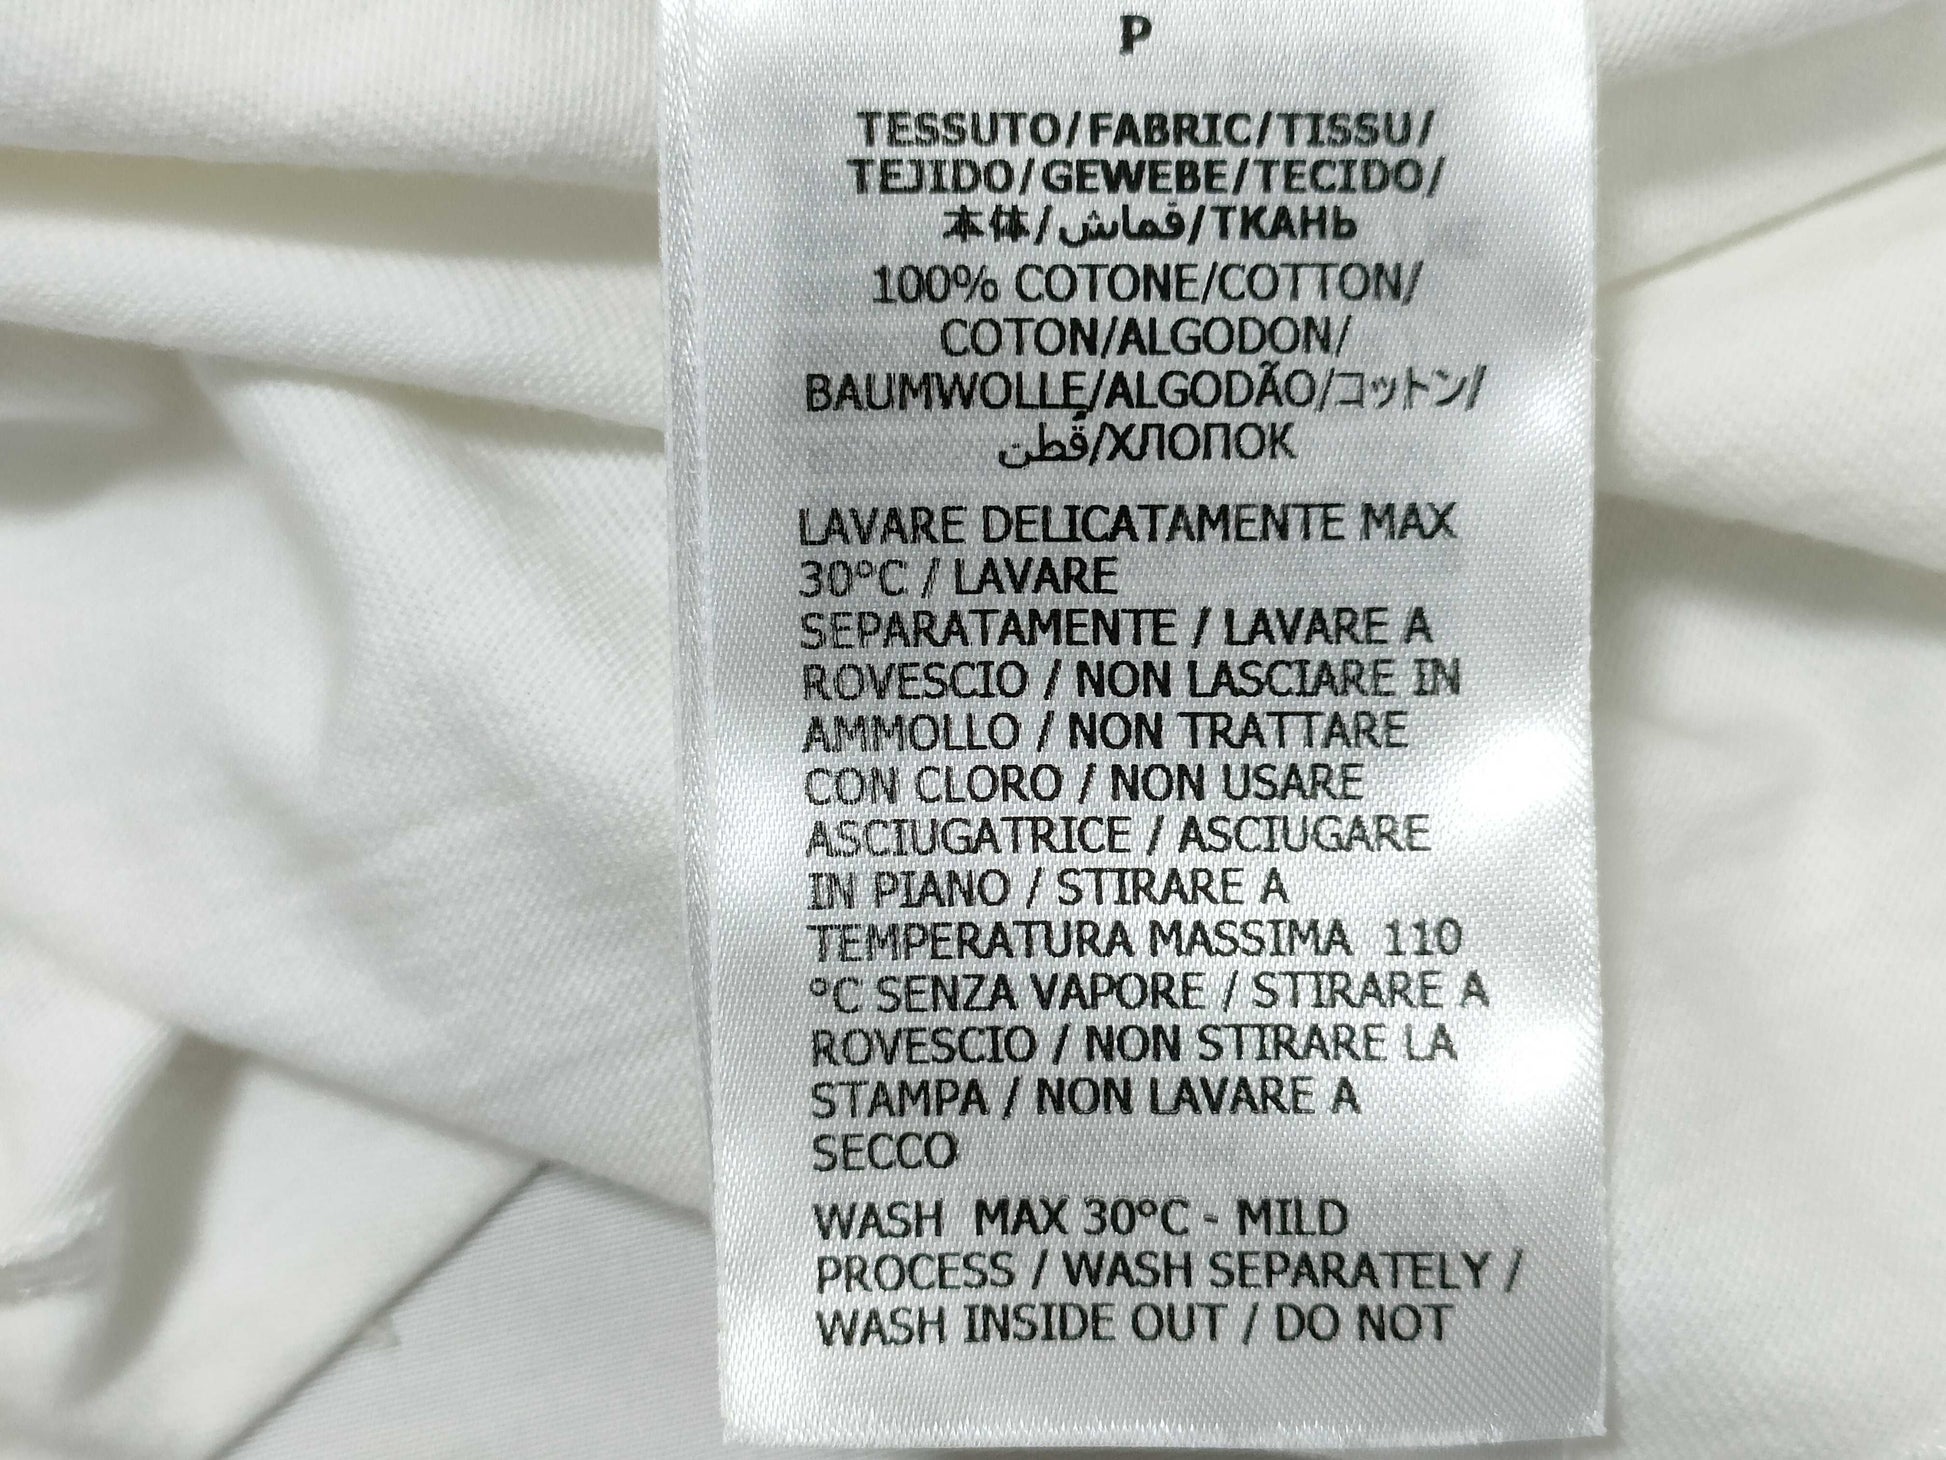 P
TESSUTO/FABRIC/TISSU/
TEJIDO/GEWEBE/TECIDO/
本体/قماش/ТКАНЬ
100% COTONE/COTTON/
COTON/ALGODON/
BAUMWOLLE/ALGODÃO/コットン/
قُطن/ХЛОПОК
LAVARE DELICATAMENTE MAX
30°C / LAVARE
SEPARATAMENTE / LAVARE A
ROVESCIO / NON LASCIARE IN
AMMOLLO / NON TRATTARE
CON CLORO / NON USARE
ASCIUGATRICE / ASCIUGARE
IN PIANO / STIRARE A
TEMPERATURA MASSIMA 110
°C SENZA VAPORE / STIRARE A
ROVESCIO / NON STIRARE LA
STAMPA / NON LAVARE A
SECCO
WASH MAX 30°C - MILD
PROCESS / WASH SEPARATELY /
WASH INSIDE OUT / DO NOT